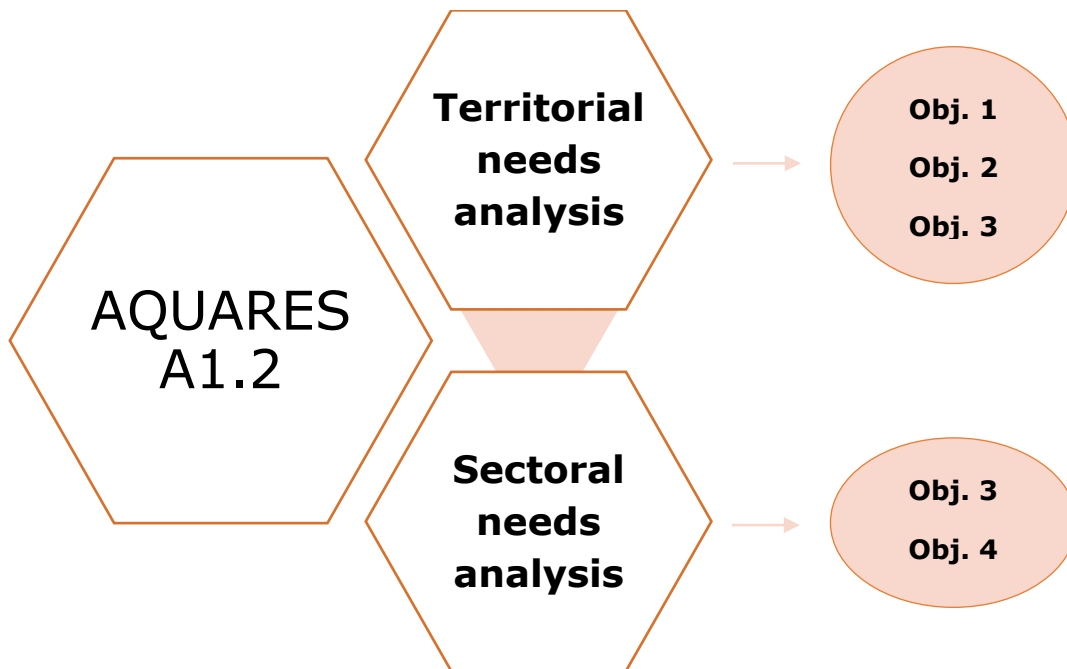 AQUARES
A1.2
Territorial
needs
analysis
Obj. 1
Obj. 2
Obj. 3
Sectoral
needs
analysis
Obj. 3
Obj. 4